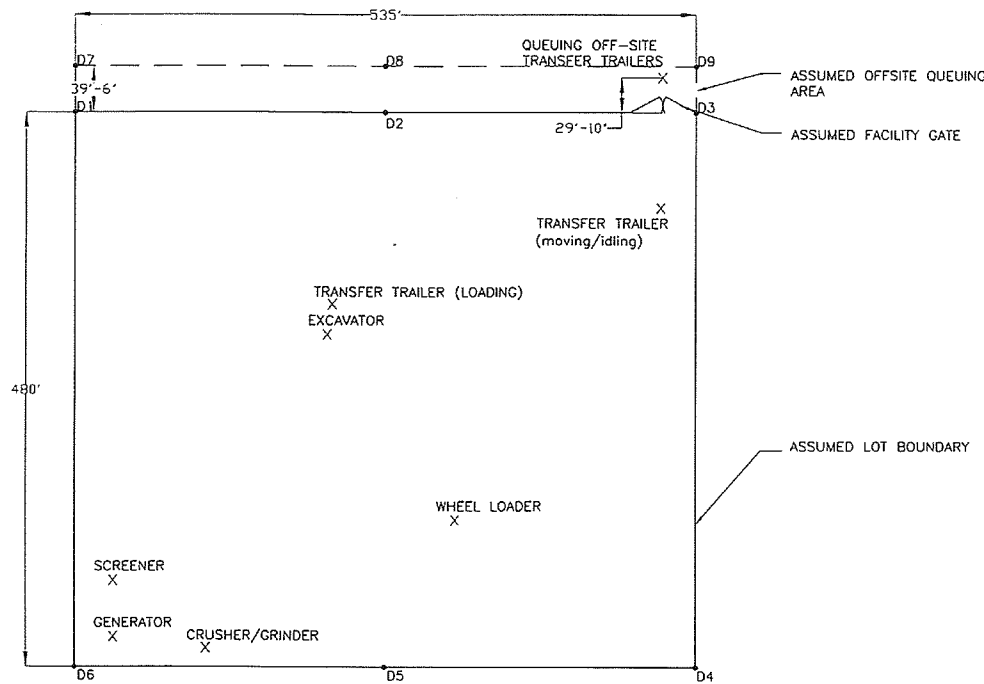 535'
QUEUING OFF-SITE
TRANSFER TRAILERS
D7
D8
D9
ASSUMED OFFSITE QUEUING
AREA
39'-6"
D1
D2
D3
29'-10"
ASSUMED FACILITY GATE
TRANSFER TRAILER
(moving/idling)
TRANSFER TRAILER (LOADING)
EXCAVATOR
480'
ASSUMED LOT BOUNDARY
WHEEL LOADER
SCREENER
GENERATOR
CRUSHER/GRINDER
D6
D5
D4